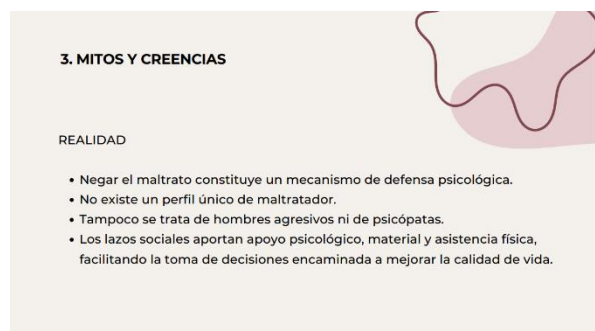 3. MITOS Y CREENCIAS
REALIDAD
• Negar el maltrato constituye un mecanismo de defensa psicológica.
• No existe un perfil único de maltratador.
• Tampoco se trata de hombres agresivos ni de psicópatas.
• Los lazos sociales aportan apoyo psicológico, material y asistencia física,
facilitando la toma de decisiones encaminada a mejorar la calidad de vida.